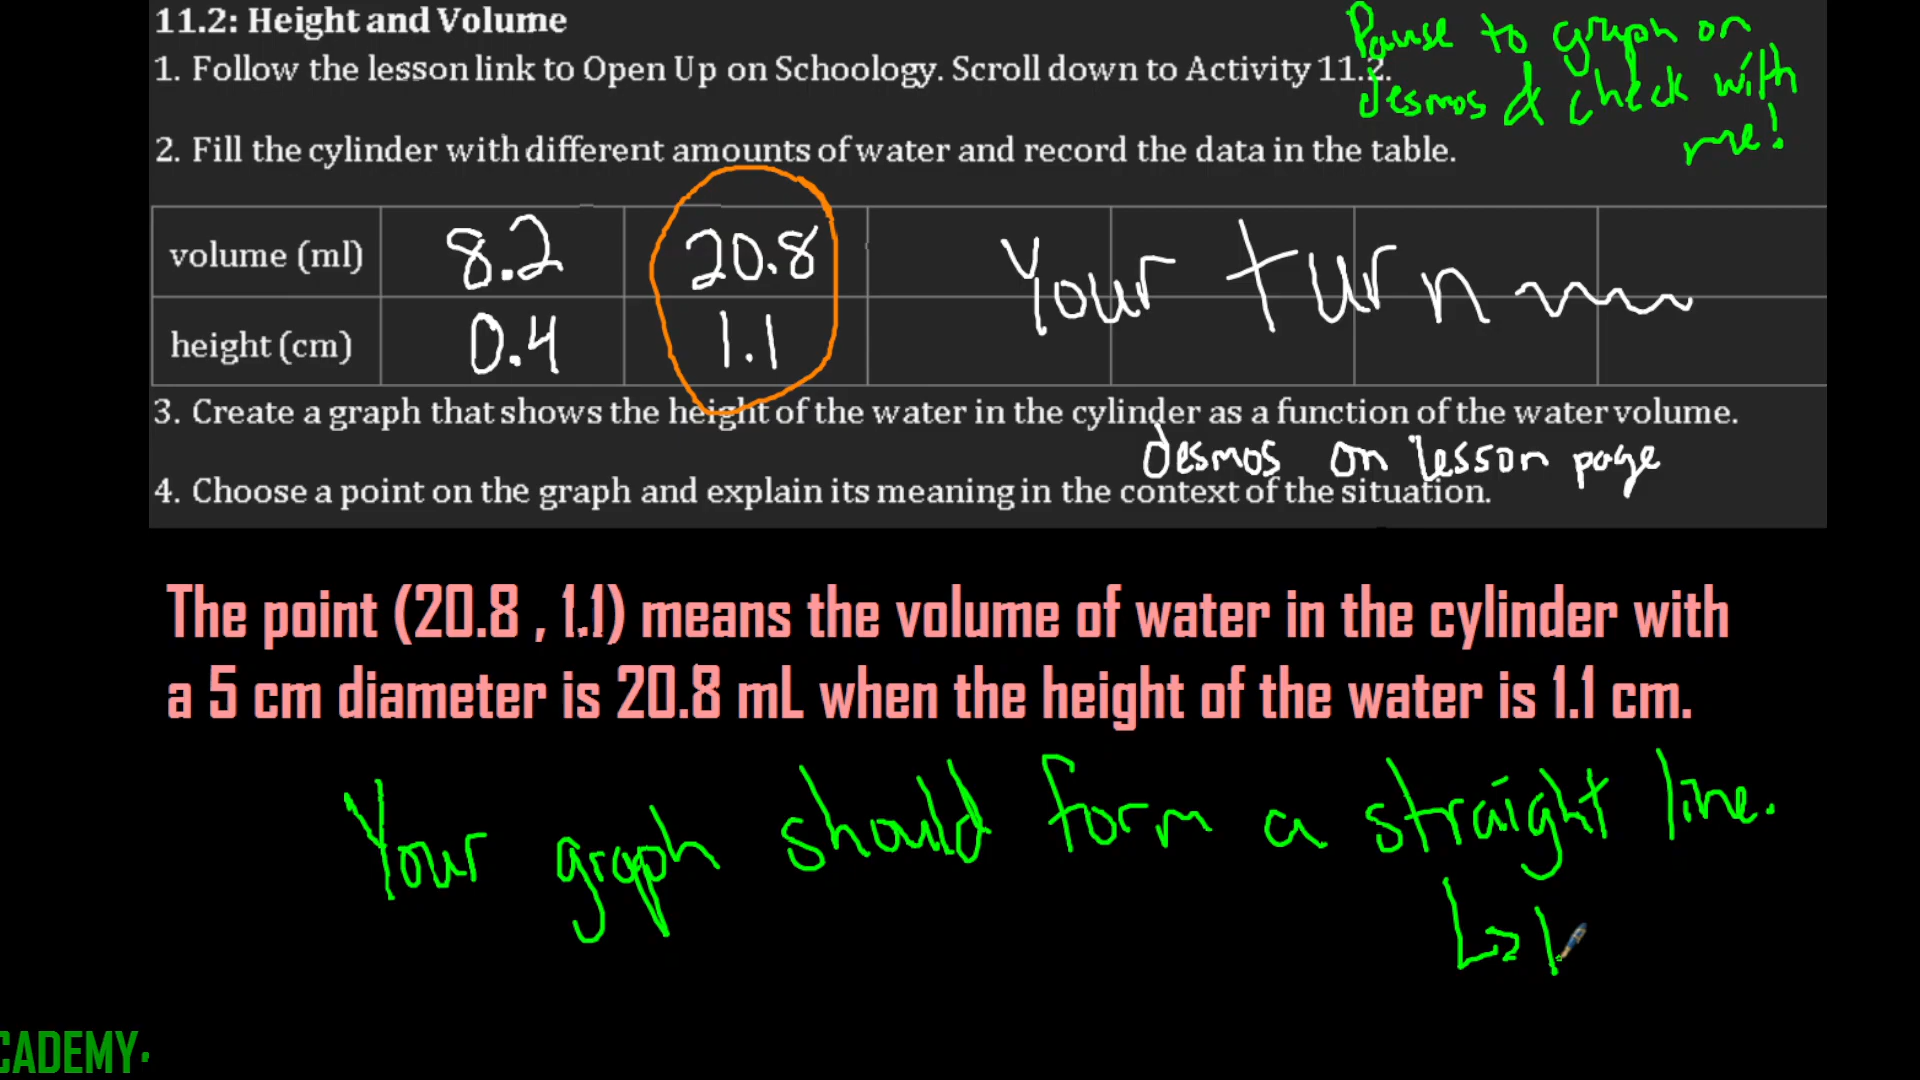 11.2: Height and Volume
Pause to graph on
1. Follow the lesson link to Open Up on Schoology. Scroll down to Activity 11.2.
desmos & check with
me!
2. Fill the cylinder with different amounts of water and record the data in the table.
volume (ml) 8.2 20.8
Your turn
height (cm) 0.4 1.1
3. Create a graph that shows the height of the water in the cylinder as a function of the water volume.
desmos on lesson page
4. Choose a point on the graph and explain its meaning in the context of the situation.
The point (20.8 , 1.1) means the volume of water in the cylinder with
a 5 cm diameter is 20.8 mL when the height of the water is 1.1 cm.
Your graph should form a straight line.
CADEMY